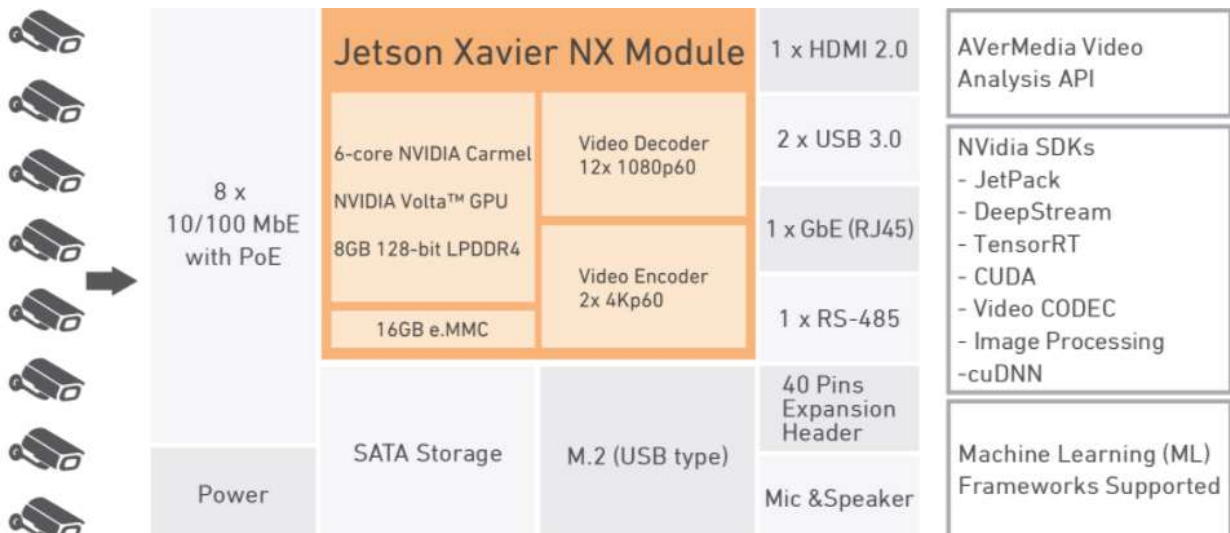 8 x
10/100 MbE
with PoE
Power
Jetson Xavier NX Module
6-core NVIDIA Carmel
NVIDIA Volta™ GPU
8GB 128-bit LPDDR4
16GB e.MMC
Video Decoder
12x 1080p60
Video Encoder
2x 4Kp60
SATA Storage
M.2 (USB type)
1 x HDMI 2.0
2 x USB 3.0
1 x GbE (RJ45)
1 x RS-485
40 Pins
Expansion
Header
Mic &Speaker
AVerMedia Video
Analysis API
NVidia SDKs
- JetPack
- DeepStream
- TensorRT
- CUDA
- Video CODEC
- Image Processing
-cuDNN
Machine Learning (ML)
Frameworks Supported